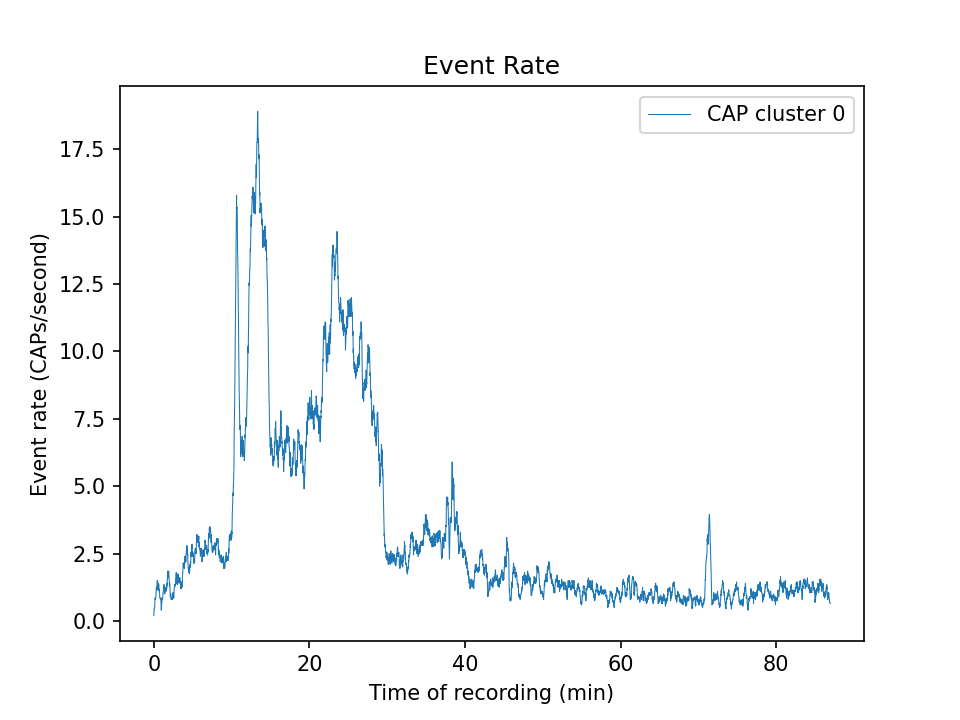 Event Rate
CAP cluster 0
17.5
15.0
12.5
10.0
7.5
5.0
2.5
0.0
Event rate (CAPs/second)
0 20 40 60 80
Time of recording (min)